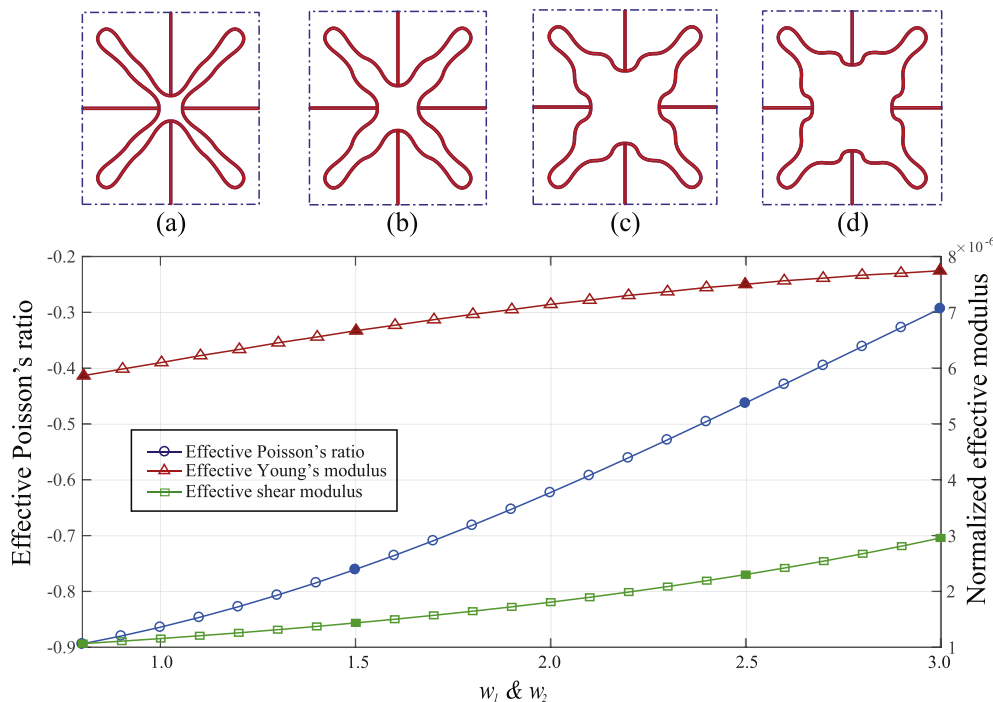 (a) (b) (c) (d)
Effective Poisson's ratio
-0.2
-0.3
-0.4
-0.5
-0.6
-0.7
-0.8
-0.9
8×10⁻⁶
7
6
5
4
3
2
1
Normalized effective modulus
Effective Poisson's ratio
Effective Young's modulus
Effective shear modulus
1.0 1.5 2.0 2.5 3.0
w₁ & w₂